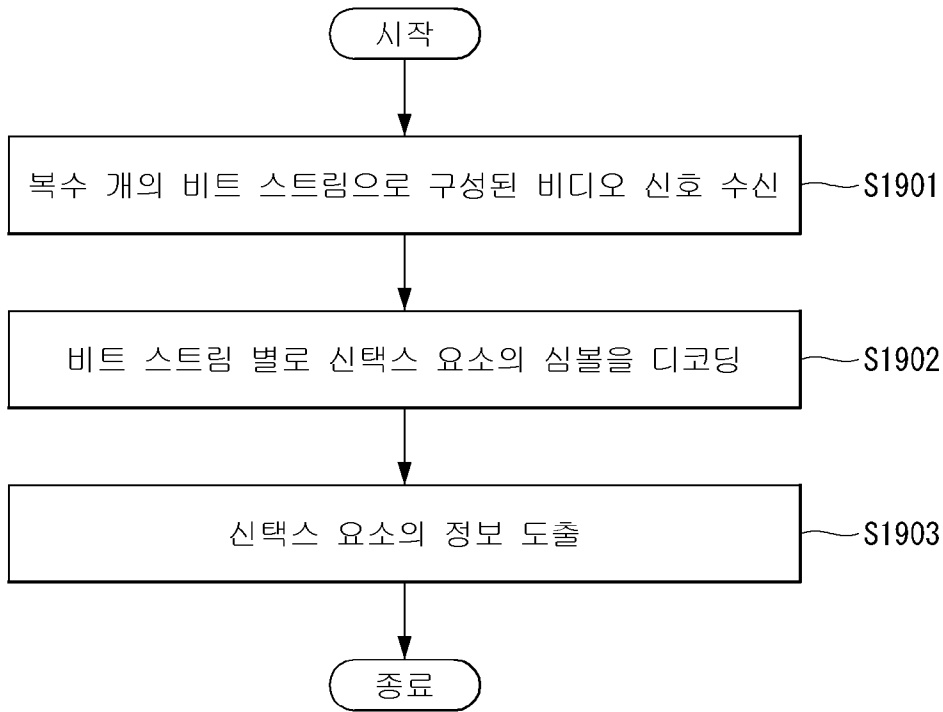 시작
복수 개의 비트 스트림으로 구성된 비디오 신호 수신
S1901
비트 스트림 별로 신택스 요소의 심볼을 디코딩
S1902
신택스 요소의 정보 도출
S1903
종료